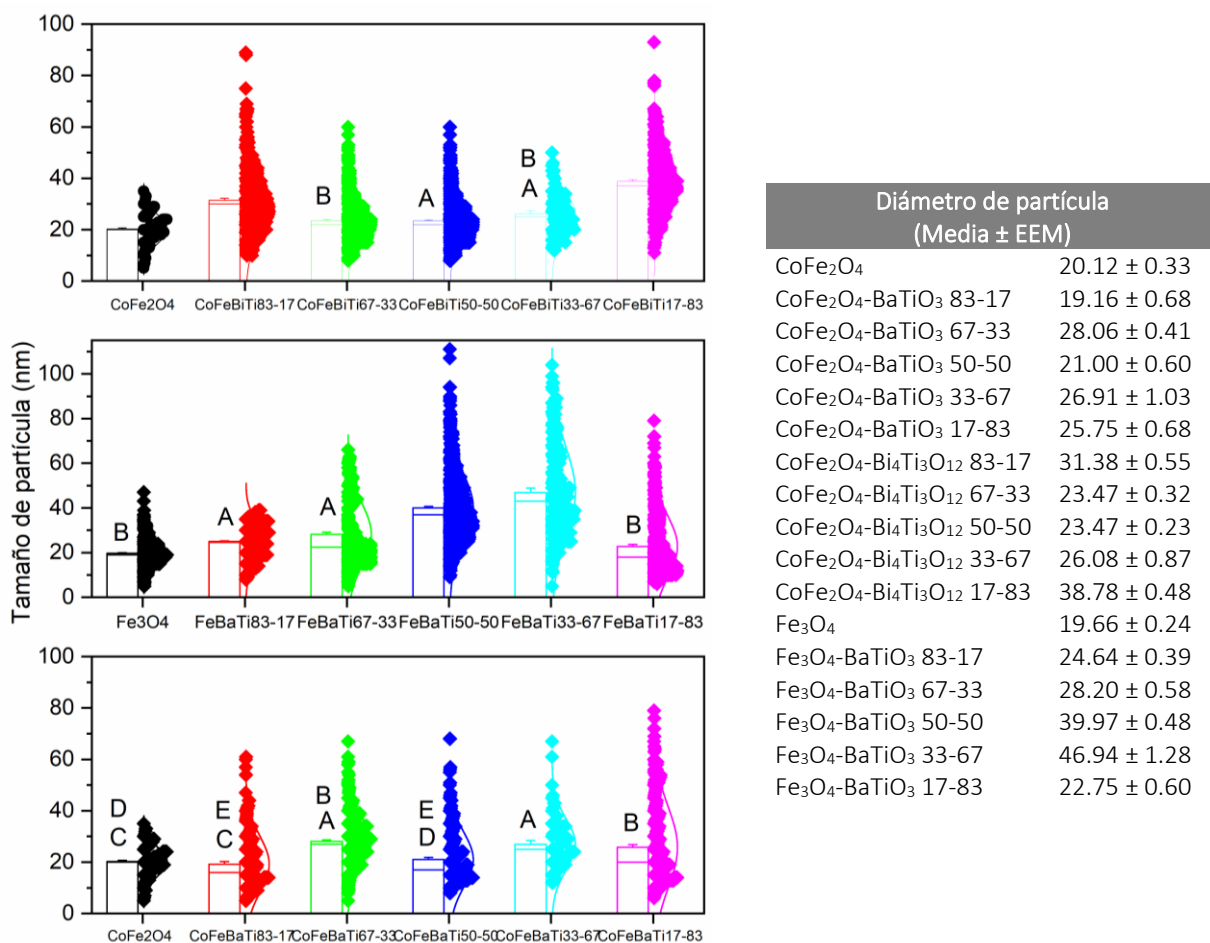 Tamaño de partícula (nm)
100
80
60
40
20
0
B
A
B
A
CoFe2O4 CoFeBiTi83-17 CoFeBiTi67-33 CoFeBiTi50-50 CoFeBiTi33-67 CoFeBiTi17-83
100
80
60
40
20
0
B
A
A
B
Fe3O4 FeBaTi83-17 FeBaTi67-33 FeBaTi50-50 FeBaTi33-67 FeBaTi17-83
100
80
60
40
20
0
D
C
E
C
B
A
E
D
A
B
CoFe2O4 CoFeBaTi83-17 CoFeBaTi67-33 CoFeBaTi50-50 CoFeBaTi33-67 CoFeBaTi17-83
Diámetro de partícula
(Media ± EEM)
CoFe₂O₄ 20.12 ± 0.33
CoFe₂O₄-BaTiO₃ 83-17 19.16 ± 0.68
CoFe₂O₄-BaTiO₃ 67-33 28.06 ± 0.41
CoFe₂O₄-BaTiO₃ 50-50 21.00 ± 0.60
CoFe₂O₄-BaTiO₃ 33-67 26.91 ± 1.03
CoFe₂O₄-BaTiO₃ 17-83 25.75 ± 0.68
CoFe₂O₄-Bi₄Ti₃O₁₂ 83-17 31.38 ± 0.55
CoFe₂O₄-Bi₄Ti₃O₁₂ 67-33 23.47 ± 0.32
CoFe₂O₄-Bi₄Ti₃O₁₂ 50-50 23.47 ± 0.23
CoFe₂O₄-Bi₄Ti₃O₁₂ 33-67 26.08 ± 0.87
CoFe₂O₄-Bi₄Ti₃O₁₂ 17-83 38.78 ± 0.48
Fe₃O₄ 19.66 ± 0.24
Fe₃O₄-BaTiO₃ 83-17 24.64 ± 0.39
Fe₃O₄-BaTiO₃ 67-33 28.20 ± 0.58
Fe₃O₄-BaTiO₃ 50-50 39.97 ± 0.48
Fe₃O₄-BaTiO₃ 33-67 46.94 ± 1.28
Fe₃O₄-BaTiO₃ 17-83 22.75 ± 0.60